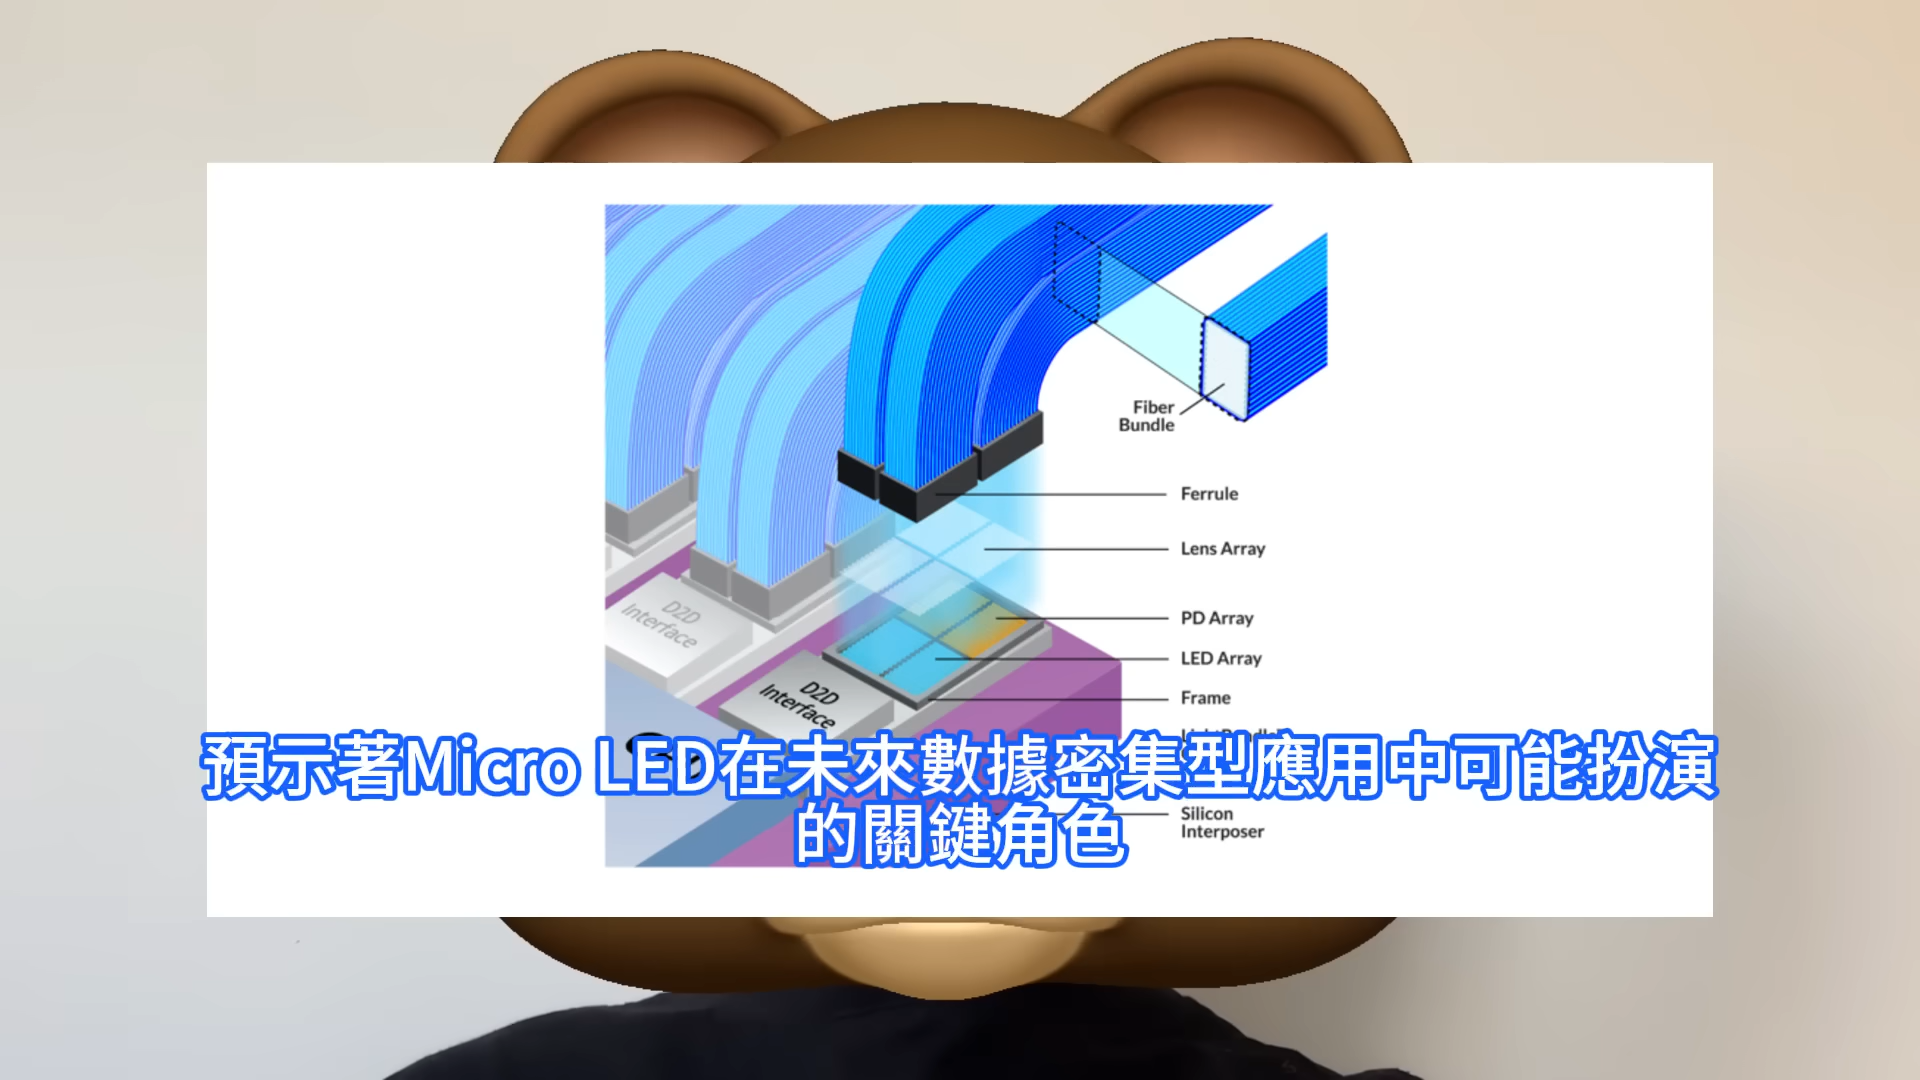 Fiber
Bundle
Ferrule
Lens Array
PD Array
LED Array
Frame
D2D
Interface
D2D
Interface
預示著Micro LED在未來數據密集型應用中可能扮演
的關鍵角色
Silicon
Interposer